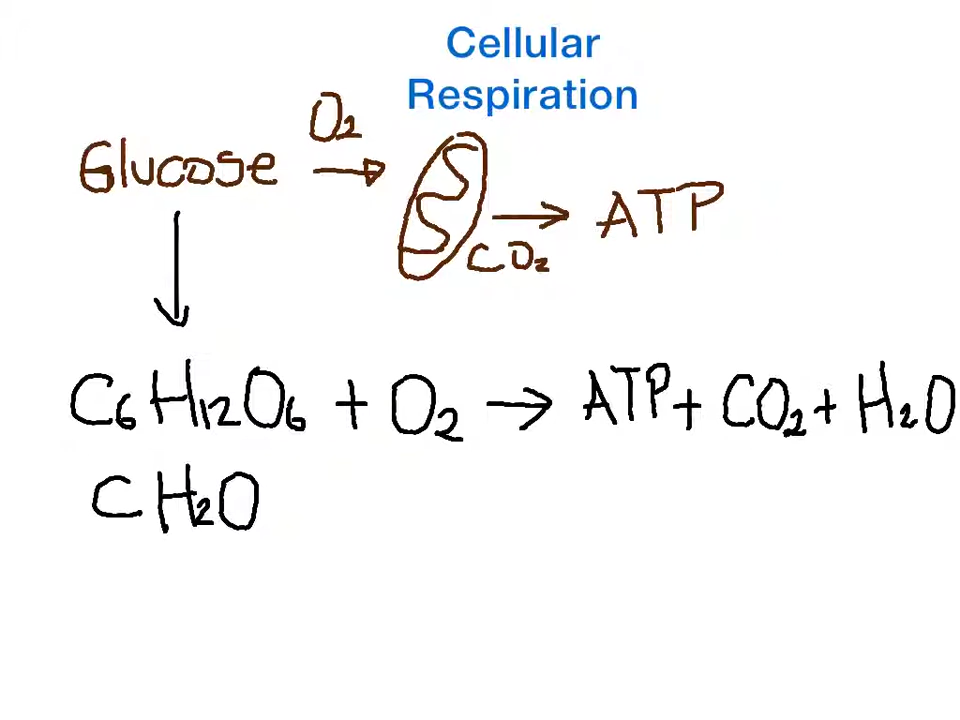 Cellular
Respiration
O2
Glucose → → ATP
CO2
↓
C6H12O6 + O2 → ATP + CO2 + H2O
CH2O